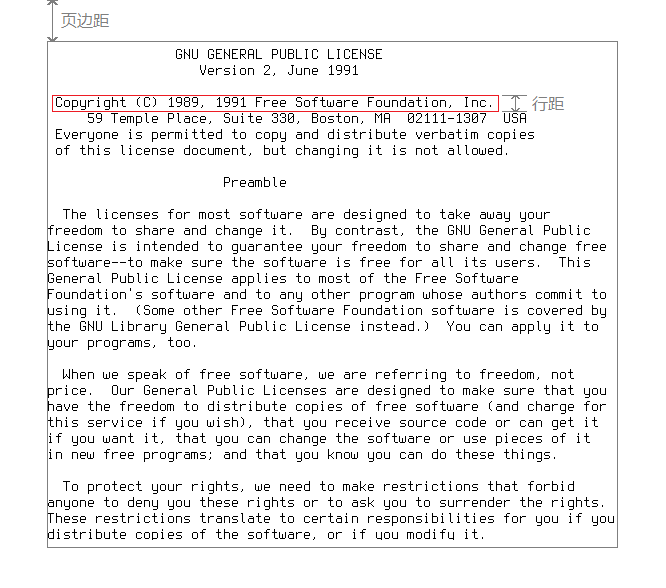 页边距
GNU GENERAL PUBLIC LICENSE
Version 2, June 1991
Copyright (C) 1989, 1991 Free Software Foundation, Inc.
行距
59 Temple Place, Suite 330, Boston, MA  02111-1307  USA
Everyone is permitted to copy and distribute verbatim copies
of this license document, but changing it is not allowed.
Preamble
The licenses for most software are designed to take away your
freedom to share and change it.  By contrast, the GNU General Public
License is intended to guarantee your freedom to share and change free
software--to make sure the software is free for all its users.  This
General Public License applies to most of the Free Software
Foundation's software and to any other program whose authors commit to
using it.  (Some other Free Software Foundation software is covered by
the GNU Library General Public License instead.)  You can apply it to
your programs, too.
When we speak of free software, we are referring to freedom, not
price.  Our General Public Licenses are designed to make sure that you
have the freedom to distribute copies of free software (and charge for
this service if you wish), that you receive source code or can get it
if you want it, that you can change the software or use pieces of it
in new free programs; and that you know you can do these things.
To protect your rights, we need to make restrictions that forbid
anyone to deny you these rights or to ask you to surrender the rights.
These restrictions translate to certain responsibilities for you if you
distribute copies of the software, or if you modify it.